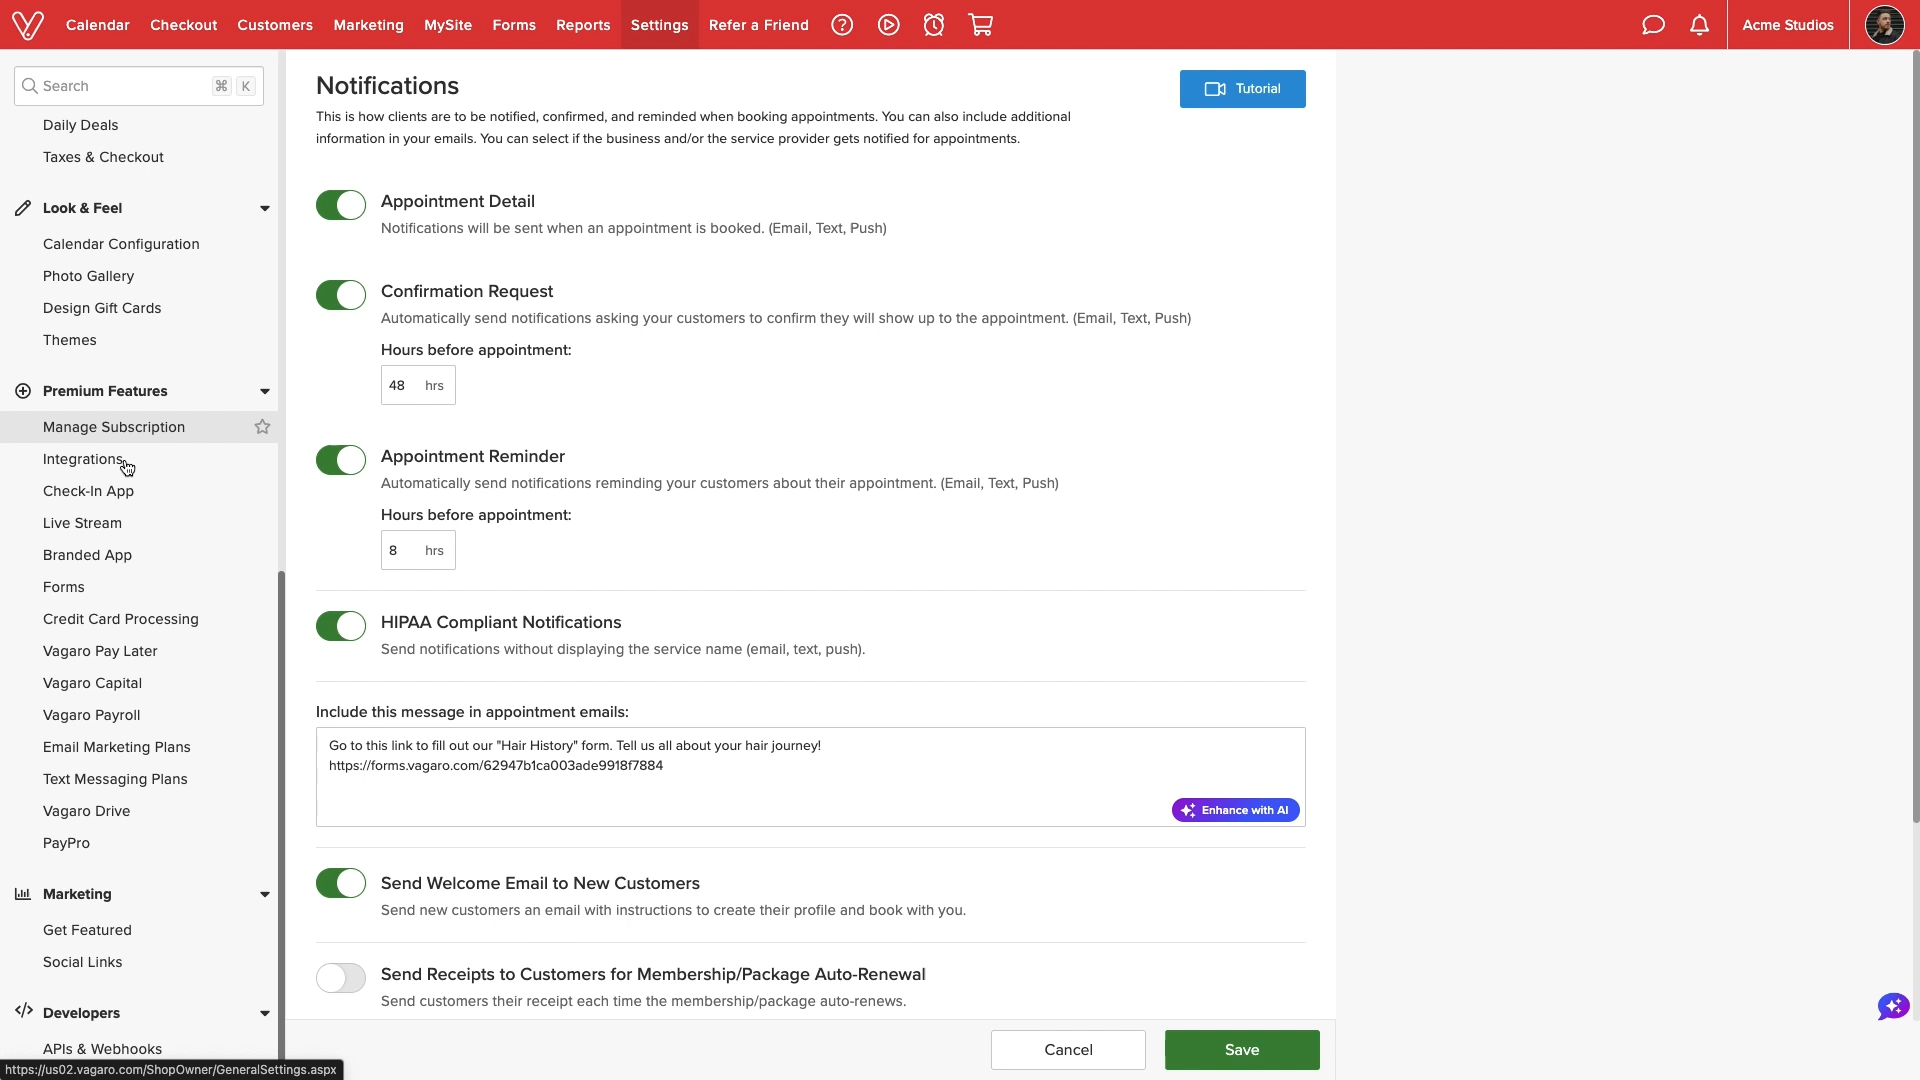 Calendar Checkout Customers Marketing MySite Forms Reports Settings Refer a Friend Acme Studios
Search ⌘ K
Daily Deals
Taxes & Checkout
Look & Feel
Calendar Configuration
Photo Gallery
Design Gift Cards
Themes
Premium Features
Manage Subscription
Integrations
Check-In App
Live Stream
Branded App
Forms
Credit Card Processing
Vagaro Pay Later
Vagaro Capital
Vagaro Payroll
Email Marketing Plans
Text Messaging Plans
Vagaro Drive
PayPro
Marketing
Get Featured
Social Links
Developers
APIs & Webhooks
https://us02.vagaro.com/ShopOwner/GeneralSettings.aspx
Notifications
Tutorial
This is how clients are to be notified, confirmed, and reminded when booking appointments. You can also include additional
information in your emails. You can select if the business and/or the service provider gets notified for appointments.
Appointment Detail
Notifications will be sent when an appointment is booked. (Email, Text, Push)
Confirmation Request
Automatically send notifications asking your customers to confirm they will show up to the appointment. (Email, Text, Push)
Hours before appointment:
48 hrs
Appointment Reminder
Automatically send notifications reminding your customers about their appointment. (Email, Text, Push)
Hours before appointment:
8 hrs
HIPAA Compliant Notifications
Send notifications without displaying the service name (email, text, push).
Include this message in appointment emails:
Go to this link to fill out our "Hair History" form. Tell us all about your hair journey!
https://forms.vagaro.com/62947b1ca003ade9918f7884
Enhance with AI
Send Welcome Email to New Customers
Send new customers an email with instructions to create their profile and book with you.
Send Receipts to Customers for Membership/Package Auto-Renewal
Send customers their receipt each time the membership/package auto-renews.
Cancel Save